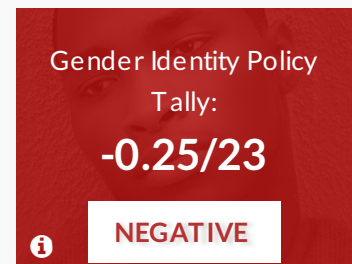 Gender Identity Policy
Tally:
-0.25/23
NEGATIVE